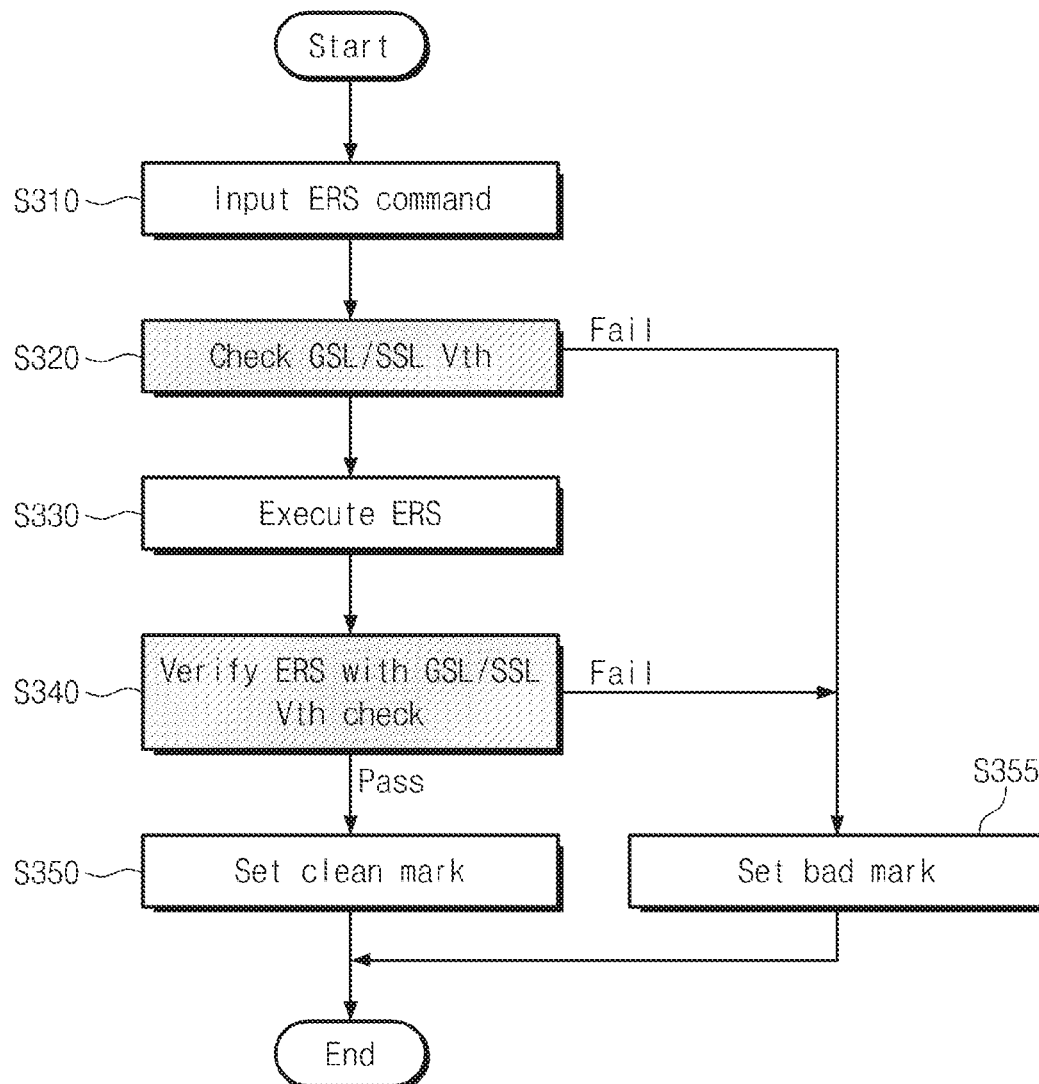 Start
S310
Input ERS command
S320
Check GSL/SSL Vth
Fail
S330
Execute ERS
S340
Verify ERS with GSL/SSL
Vth check
Fail
Pass
S355
S350
Set clean mark
Set bad mark
End